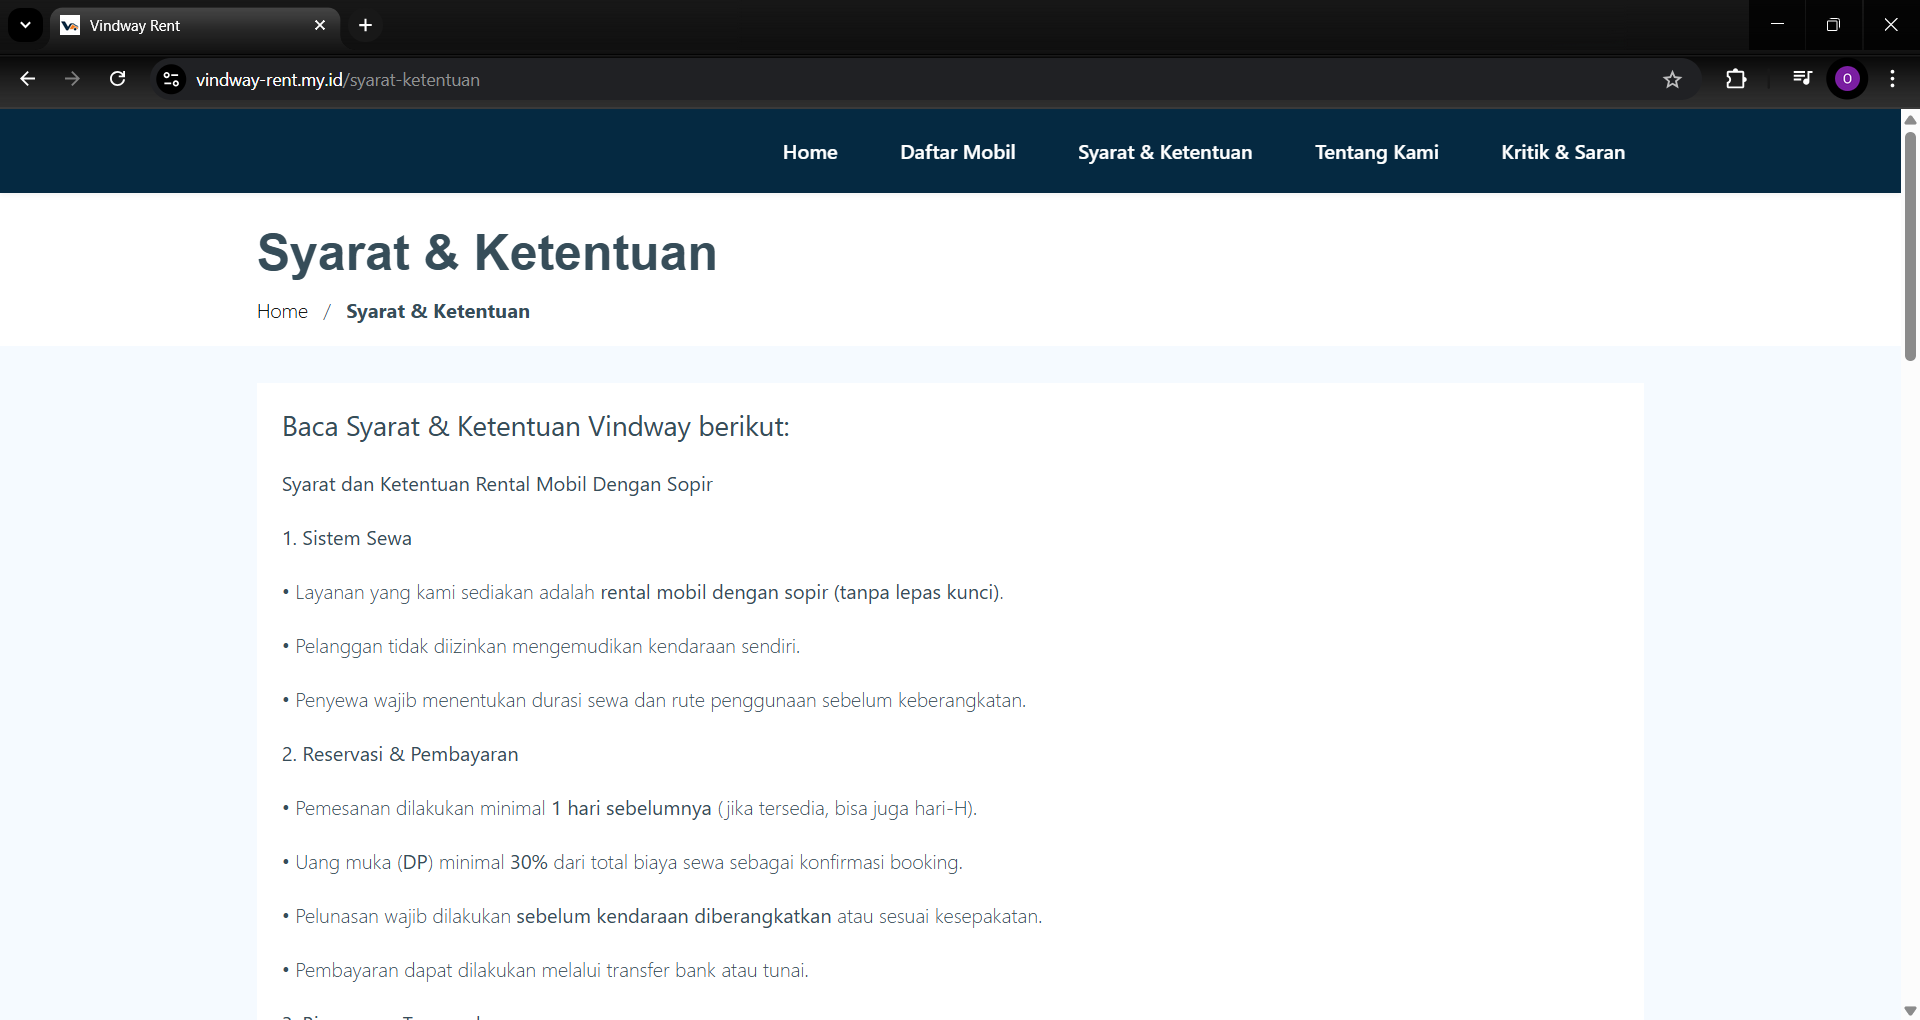 Vindway Rent
vindway-rent.my.id/syarat-ketentuan
O
Home Daftar Mobil Syarat & Ketentuan Tentang Kami Kritik & Saran
Syarat & Ketentuan
Home / Syarat & Ketentuan
Baca Syarat & Ketentuan Vindway berikut:
Syarat dan Ketentuan Rental Mobil Dengan Sopir
1. Sistem Sewa
• Layanan yang kami sediakan adalah rental mobil dengan sopir (tanpa lepas kunci).
• Pelanggan tidak diizinkan mengemudikan kendaraan sendiri.
• Penyewa wajib menentukan durasi sewa dan rute penggunaan sebelum keberangkatan.
2. Reservasi & Pembayaran
• Pemesanan dilakukan minimal 1 hari sebelumnya (jika tersedia, bisa juga hari-H).
• Uang muka (DP) minimal 30% dari total biaya sewa sebagai konfirmasi booking.
• Pelunasan wajib dilakukan sebelum kendaraan diberangkatkan atau sesuai kesepakatan.
• Pembayaran dapat dilakukan melalui transfer bank atau tunai.